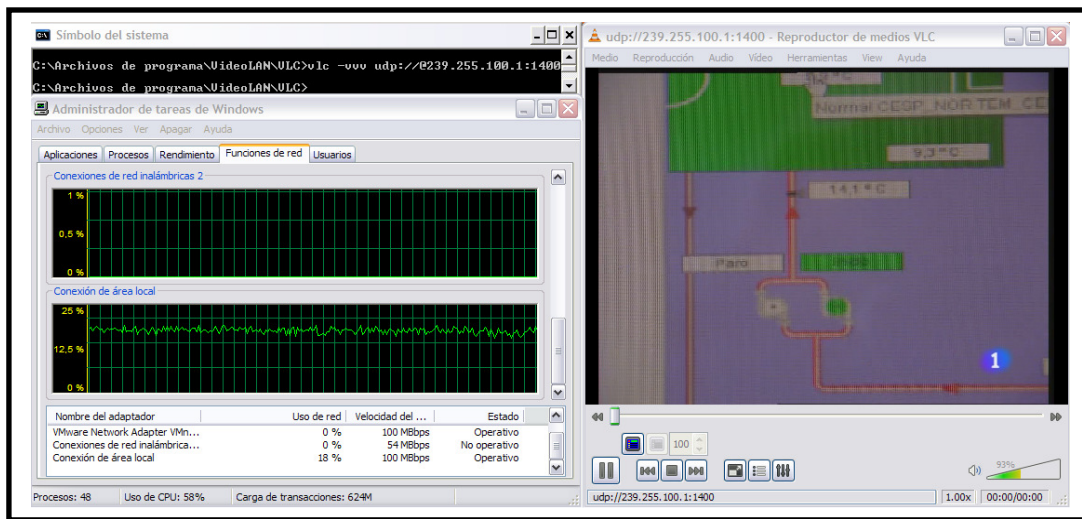 Símbolo del sistema
C:\Archivos de programa\VideoLAN\VLC>vlc -vvv udp://@239.255.100.1:1400
C:\Archivos de programa\VideoLAN\VLC>
Administrador de tareas de Windows
Archivo Opciones Ver Apagar Ayuda
Aplicaciones Procesos Rendimiento Funciones de red Usuarios
Conexiones de red inalámbricas 2
1 %
0,5 %
0 %
Conexión de área local
25 %
12,5 %
0 %
Nombre del adaptador Uso de red Velocidad del ... Estado
VMware Network Adapter VMn... 0 % 100 MBbps Operativo
Conexiones de red inalámbrica... 0 % 54 MBbps No operativo
Conexión de área local 18 % 100 MBbps Operativo
Procesos: 48 Uso de CPU: 58% Carga de transacciones: 624M
udp://239.255.100.1:1400 - Reproductor de medios VLC
Medio Reproducción Audio Vídeo Herramientas View Ayuda
Normal CESP_NOR TEM_CE
9,3 ° C
14,1 ° C
Paro
1
100
93%
udp://239.255.100.1:1400 1.00x 00:00/00:00